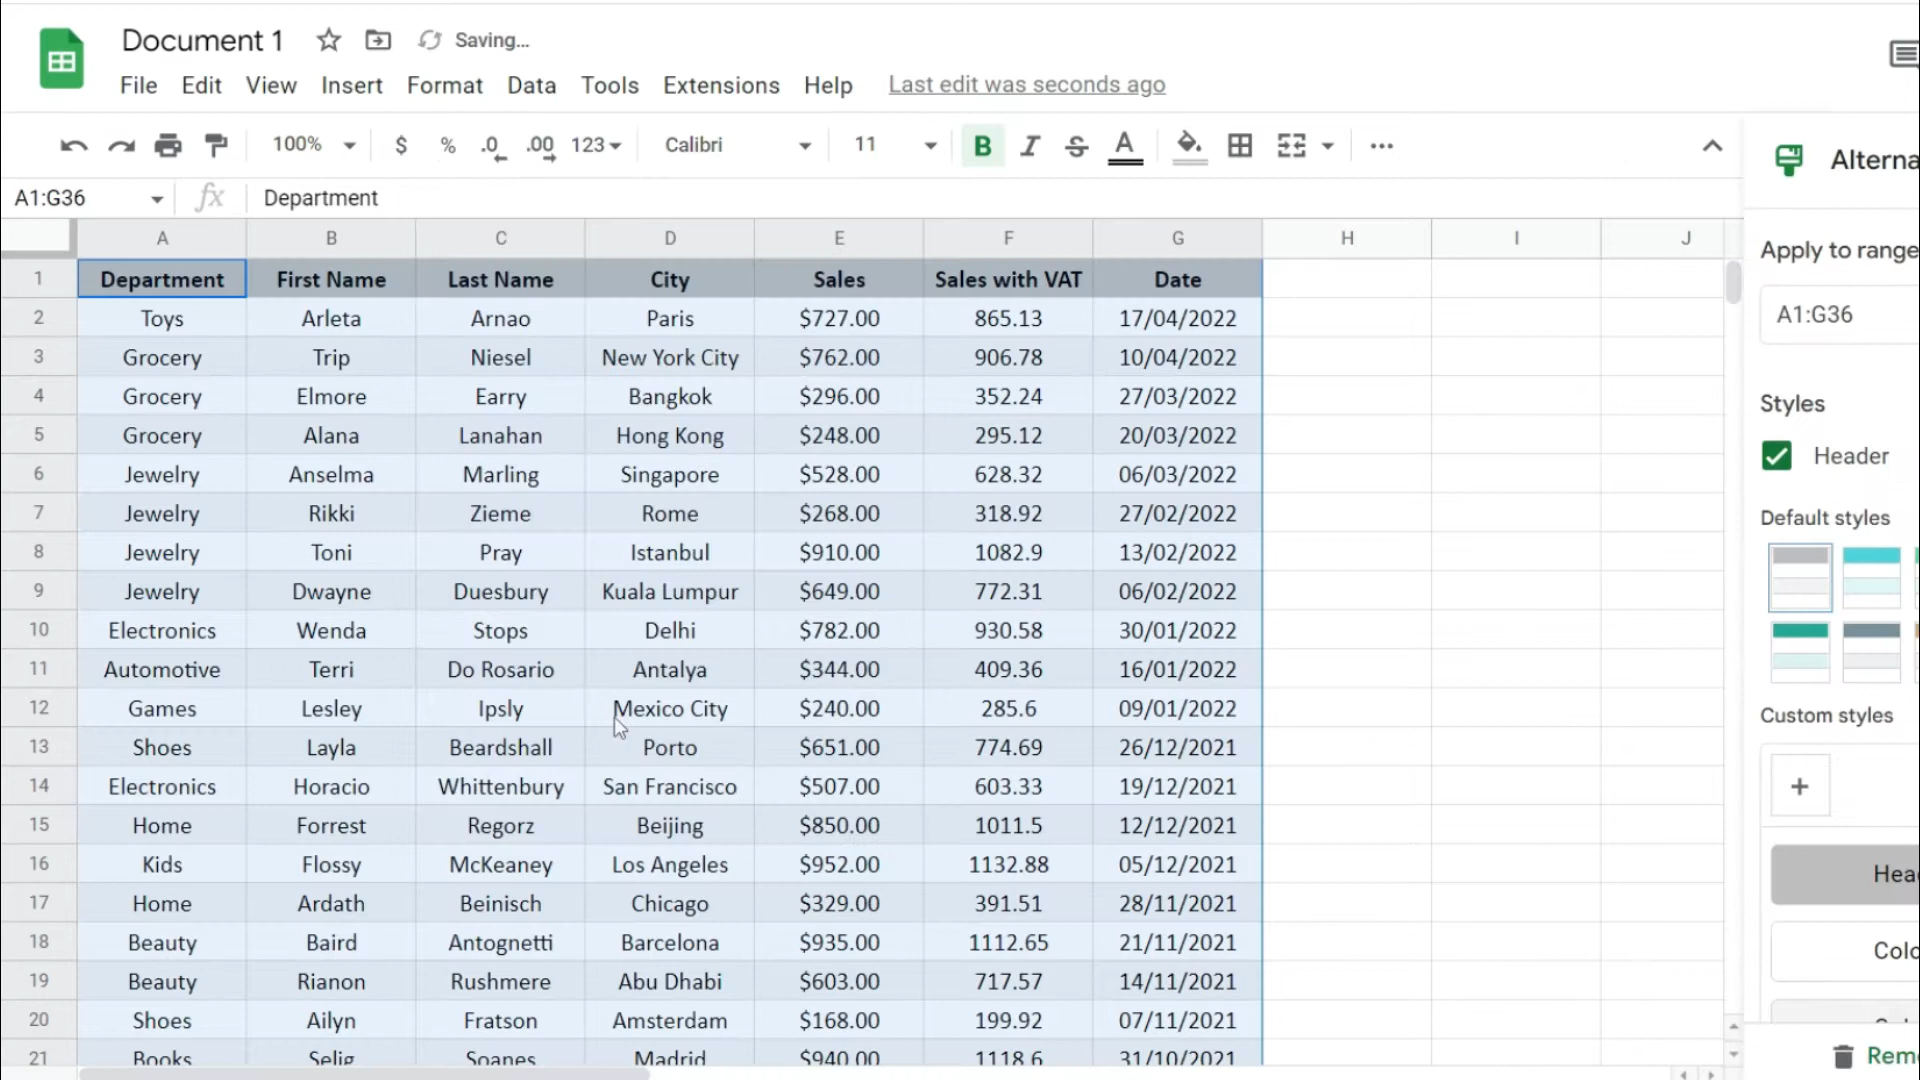 Document 1 Saving...
File Edit View Insert Format Data Tools Extensions Help Last edit was seconds ago
100% $ % .0 .00 123 Calibri 11 B I S A
Alterna
A1:G36 fx Department
A B C D E F G H I J
Apply to range
1 Department First Name Last Name City Sales Sales with VAT Date
2 Toys Arleta Arnao Paris $727.00 865.13 17/04/2022
A1:G36
3 Grocery Trip Niesel New York City $762.00 906.78 10/04/2022
4 Grocery Elmore Earry Bangkok $296.00 352.24 27/03/2022
Styles
5 Grocery Alana Lanahan Hong Kong $248.00 295.12 20/03/2022
Header
6 Jewelry Anselma Marling Singapore $528.00 628.32 06/03/2022
7 Jewelry Rikki Zieme Rome $268.00 318.92 27/02/2022
Default styles
8 Jewelry Toni Pray Istanbul $910.00 1082.9 13/02/2022
9 Jewelry Dwayne Duesbury Kuala Lumpur $649.00 772.31 06/02/2022
10 Electronics Wenda Stops Delhi $782.00 930.58 30/01/2022
11 Automotive Terri Do Rosario Antalya $344.00 409.36 16/01/2022
12 Games Lesley Ipsly Mexico City $240.00 285.6 09/01/2022
Custom styles
13 Shoes Layla Beardshall Porto $651.00 774.69 26/12/2021
14 Electronics Horacio Whittenbury San Francisco $507.00 603.33 19/12/2021
+
15 Home Forrest Regorz Beijing $850.00 1011.5 12/12/2021
16 Kids Flossy McKeaney Los Angeles $952.00 1132.88 05/12/2021
Hea
17 Home Ardath Beinisch Chicago $329.00 391.51 28/11/2021
18 Beauty Baird Antognetti Barcelona $935.00 1112.65 21/11/2021
Colo
19 Beauty Rianon Rushmere Abu Dhabi $603.00 717.57 14/11/2021
20 Shoes Ailyn Fratson Amsterdam $168.00 199.92 07/11/2021
21 Books Selig Soanes Madrid $940.00 1118.6 31/10/2021
Rem